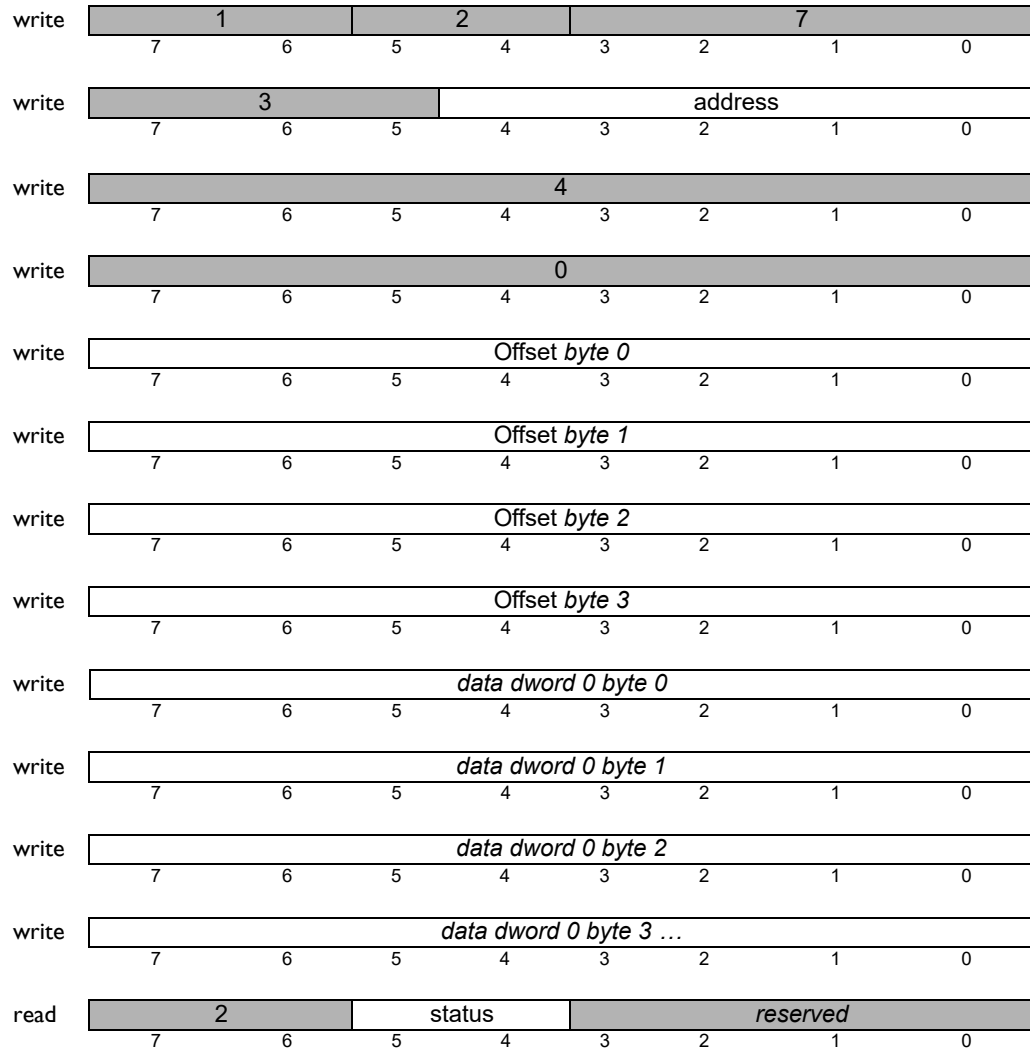 write 1 2 7
7 6 5 4 3 2 1 0
write 3 address
7 6 5 4 3 2 1 0
write 4
7 6 5 4 3 2 1 0
write 0
7 6 5 4 3 2 1 0
write Offset byte 0
7 6 5 4 3 2 1 0
write Offset byte 1
7 6 5 4 3 2 1 0
write Offset byte 2
7 6 5 4 3 2 1 0
write Offset byte 3
7 6 5 4 3 2 1 0
write data dword 0 byte 0
7 6 5 4 3 2 1 0
write data dword 0 byte 1
7 6 5 4 3 2 1 0
write data dword 0 byte 2
7 6 5 4 3 2 1 0
write data dword 0 byte 3 …
7 6 5 4 3 2 1 0
read 2 status reserved
7 6 5 4 3 2 1 0